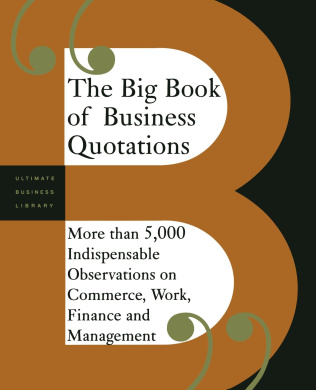 The Big Book
of Business
Quotations
ULTIMATE
BUSINESS
LIBRARY
More than 5,000
Indispensable
Observations on
Commerce, Work,
Finance and
Management